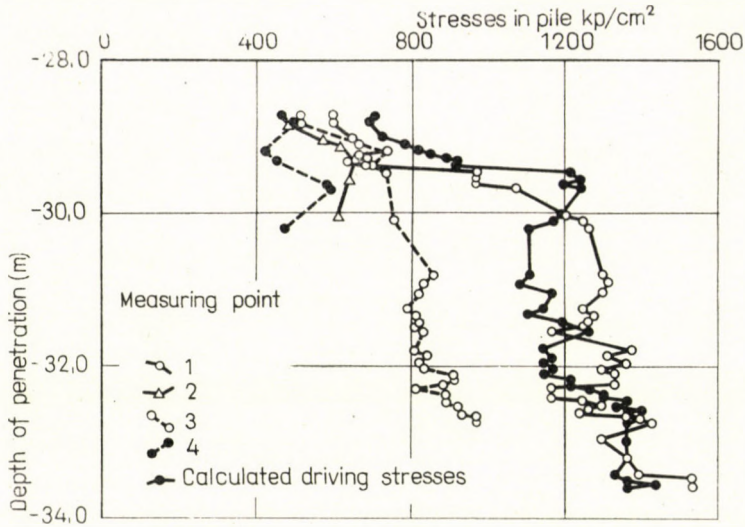 Stresses in pile kp/cm²
0 400 800 1200 1600
-28,0
-30,0
-32,0
-34,0
Depth of penetration (m)
Measuring point
1
2
3
4
Calculated driving stresses